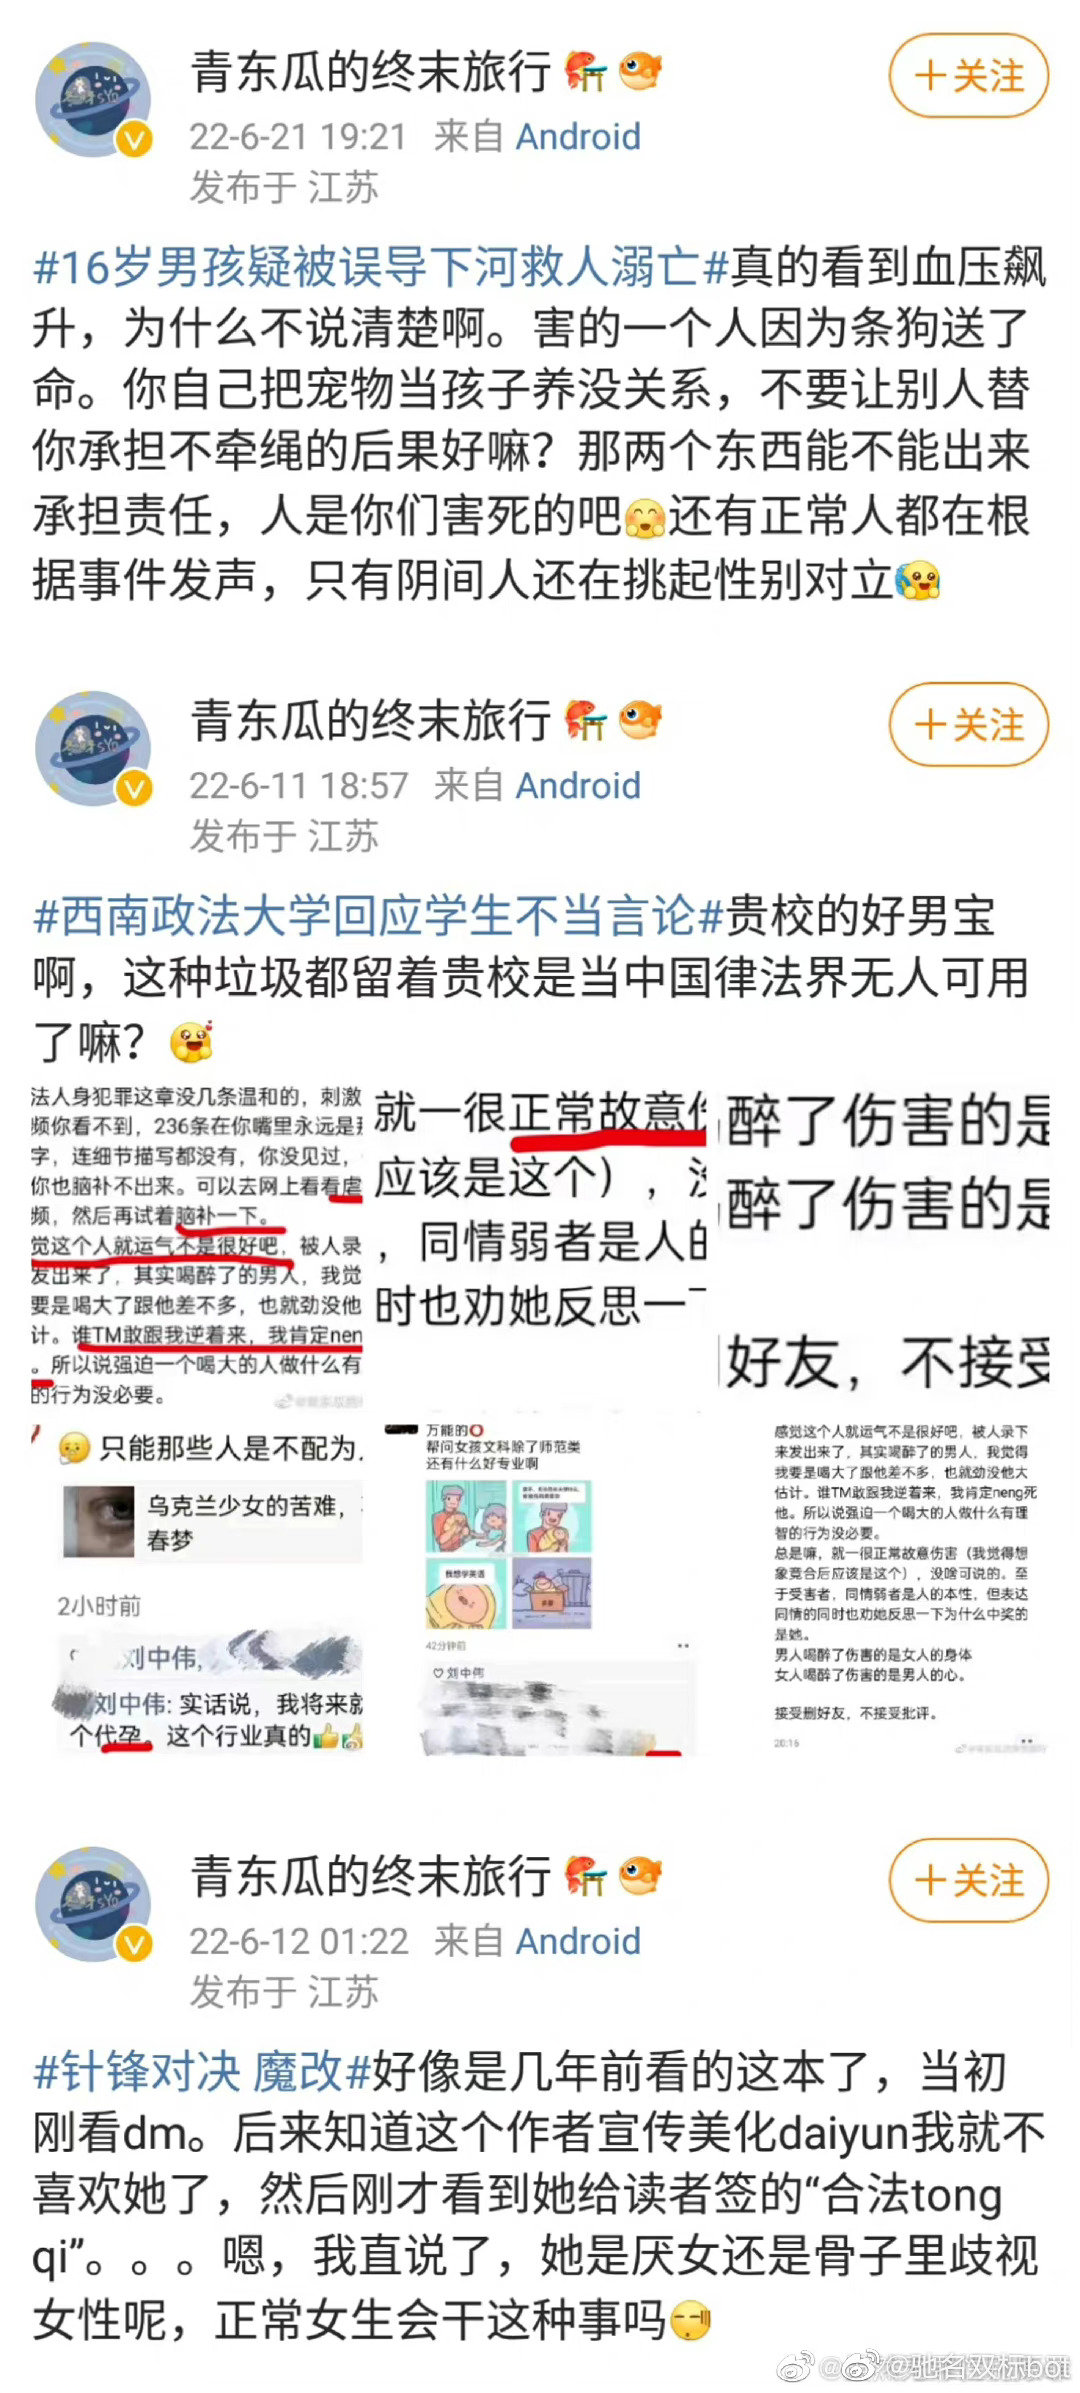 青东瓜的终末旅行
+关注
22-6-21 19:21 来自 Android
发布于 江苏
#16岁男孩疑被误导下河救人溺亡#真的看到血压飙
升，为什么不说清楚啊。害的一个人因为条狗送了
命。你自己把宠物当孩子养没关系，不要让别人替
你承担不牵绳的后果好嘛？那两个东西能不能出来
承担责任，人是你们害死的吧还有正常人都在根
据事件发声，只有阴间人还在挑起性别对立
青东瓜的终末旅行
+关注
22-6-11 18:57 来自 Android
发布于 江苏
#西南政法大学回应学生不当言论#贵校的好男宝
啊，这种垃圾都留着贵校是当中国律法界无人可用
了嘛？
法人身犯罪这章没几条温和的，刺激
频你看不到，236条在你嘴里永远是那
字，连细节描写都没有，你没见过，
你也脑补不出来。可以去网上看看虐
频，然后再试着脑补一下。
觉这个人就运气不是很好吧，被人录
发出来了，其实喝醉了的男人，我觉
要是喝大了跟他差不多，也就劲没他
计。谁TM敢跟我逆着来，我肯定nen
。所以说强迫一个喝大的人做什么有
的行为没必要。
就一很正常故意伤
应该是这个），没
，同情弱者是人的
时也劝她反思一下
醉了伤害的是
醉了伤害的是
好友，不接受
只能那些人是不配为人
乌克兰少女的苦难，
春梦
2小时前
刘中伟,
刘中伟: 实话说，我将来就
个代孕。这个行业真的
万能的
帮问女孩文科除了师范类
还有什么好专业啊
我想学英语
42分钟前
刘中伟
感觉这个人就运气不是很好吧，被人录下
来发出来了，其实喝醉了的男人，我觉得
我要是喝大了跟他差不多，也就劲没他大
估计。谁TM敢跟我逆着来，我肯定neng死
他。所以说强迫一个喝大的人做什么有理
智的行为没必要。
总是嘛，就一很正常故意伤害（我觉得想
象竞合后应该是这个），没啥可说的。至
于受害者，同情弱者是人的本性，但表达
同情的同时也劝她反思一下为什么中奖的
是她。
男人喝醉了伤害的是女人的身体
女人喝醉了伤害的是男人的心。
接受删好友，不接受批评。
20:16
青东瓜的终末旅行
+关注
22-6-12 01:22 来自 Android
发布于 江苏
#针锋对决 魔改#好像是几年前看的这本了，当初
刚看dm。后来知道这个作者宣传美化daiyun我就不
喜欢她了，然后刚才看到她给读者签的“合法tong
qi”。。。嗯，我直说了，她是厌女还是骨子里歧视
女性呢，正常女生会干这种事吗
@驰名双标bot